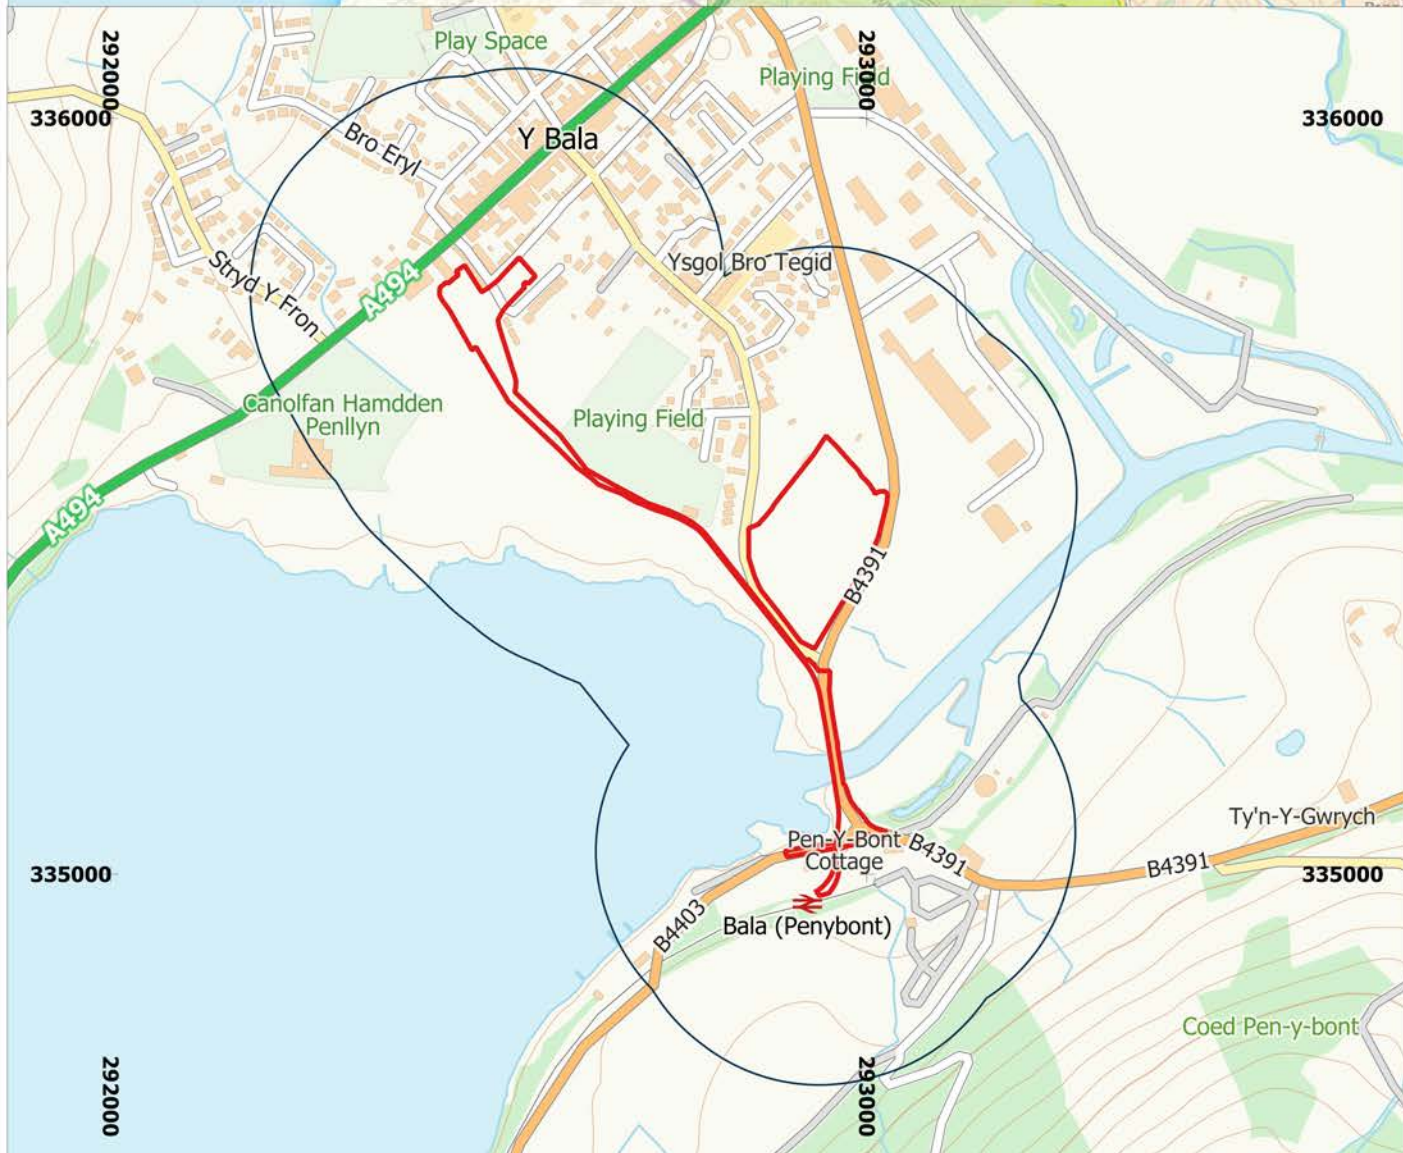 Play Space
292000
293000
Playing Field
336000
336000
Y Bala
Bro Eryl
Ysgol Bro Tegid
Stryd Y Fron
A494
Canolfan Hamdden
Penllyn
Playing Field
A494
B4391
Ty'n-Y-Gwrych
Pen-Y-Bont
Cottage
B4391
B4391
335000
335000
B4403
Bala (Penybont)
Coed Pen-y-bont
292000
293000